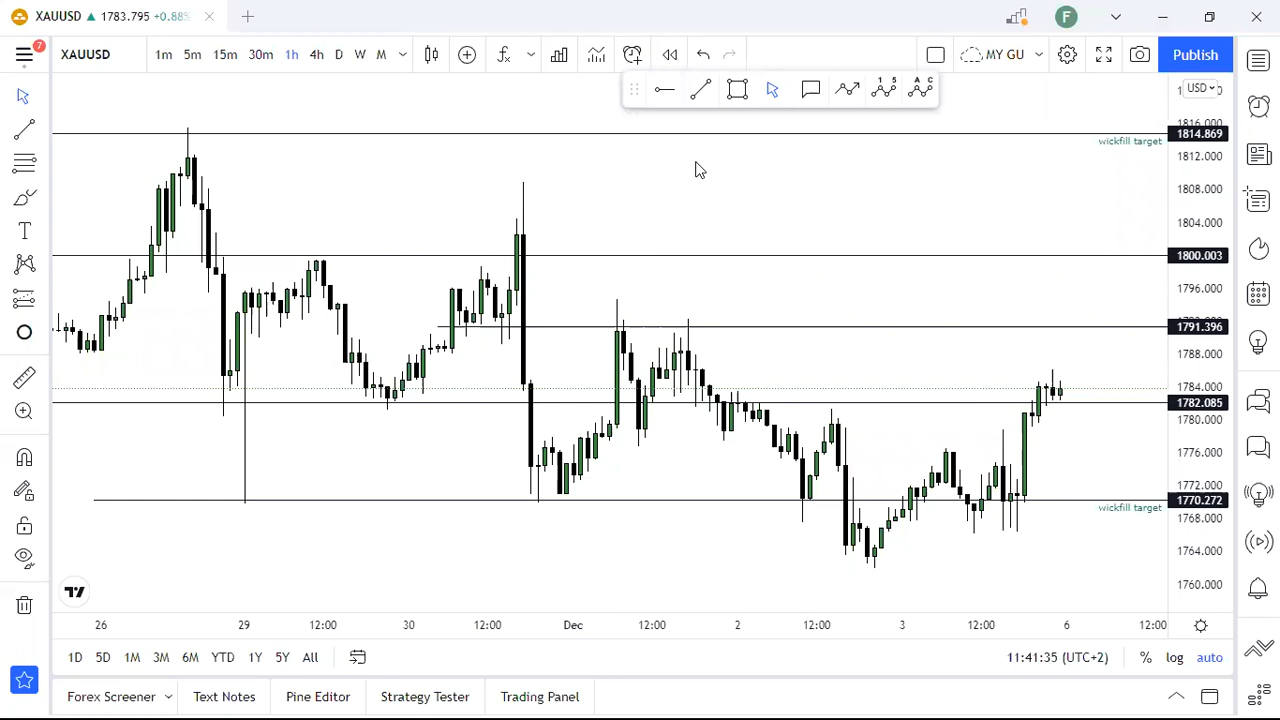 XAUUSD ▲ 1783.795 +0.88%
F
7
XAUUSD 1m 5m 15m 30m 1h 4h D W M MY GU Publish
1 5 A C
USD
1816.000
1814.869
wickfill target
1812.000
1808.000
1804.000
1800.003
1796.000
1791.396
1788.000
1784.000
1782.085
1780.000
1776.000
1772.000
1770.272
wickfill target
1768.000
1764.000
1760.000
26 29 12:00 30 12:00 Dec 12:00 2 12:00 3 12:00 6 12:00
1D 5D 1M 3M 6M YTD 1Y 5Y All 11:41:35 (UTC+2) % log auto
Forex Screener Text Notes Pine Editor Strategy Tester Trading Panel